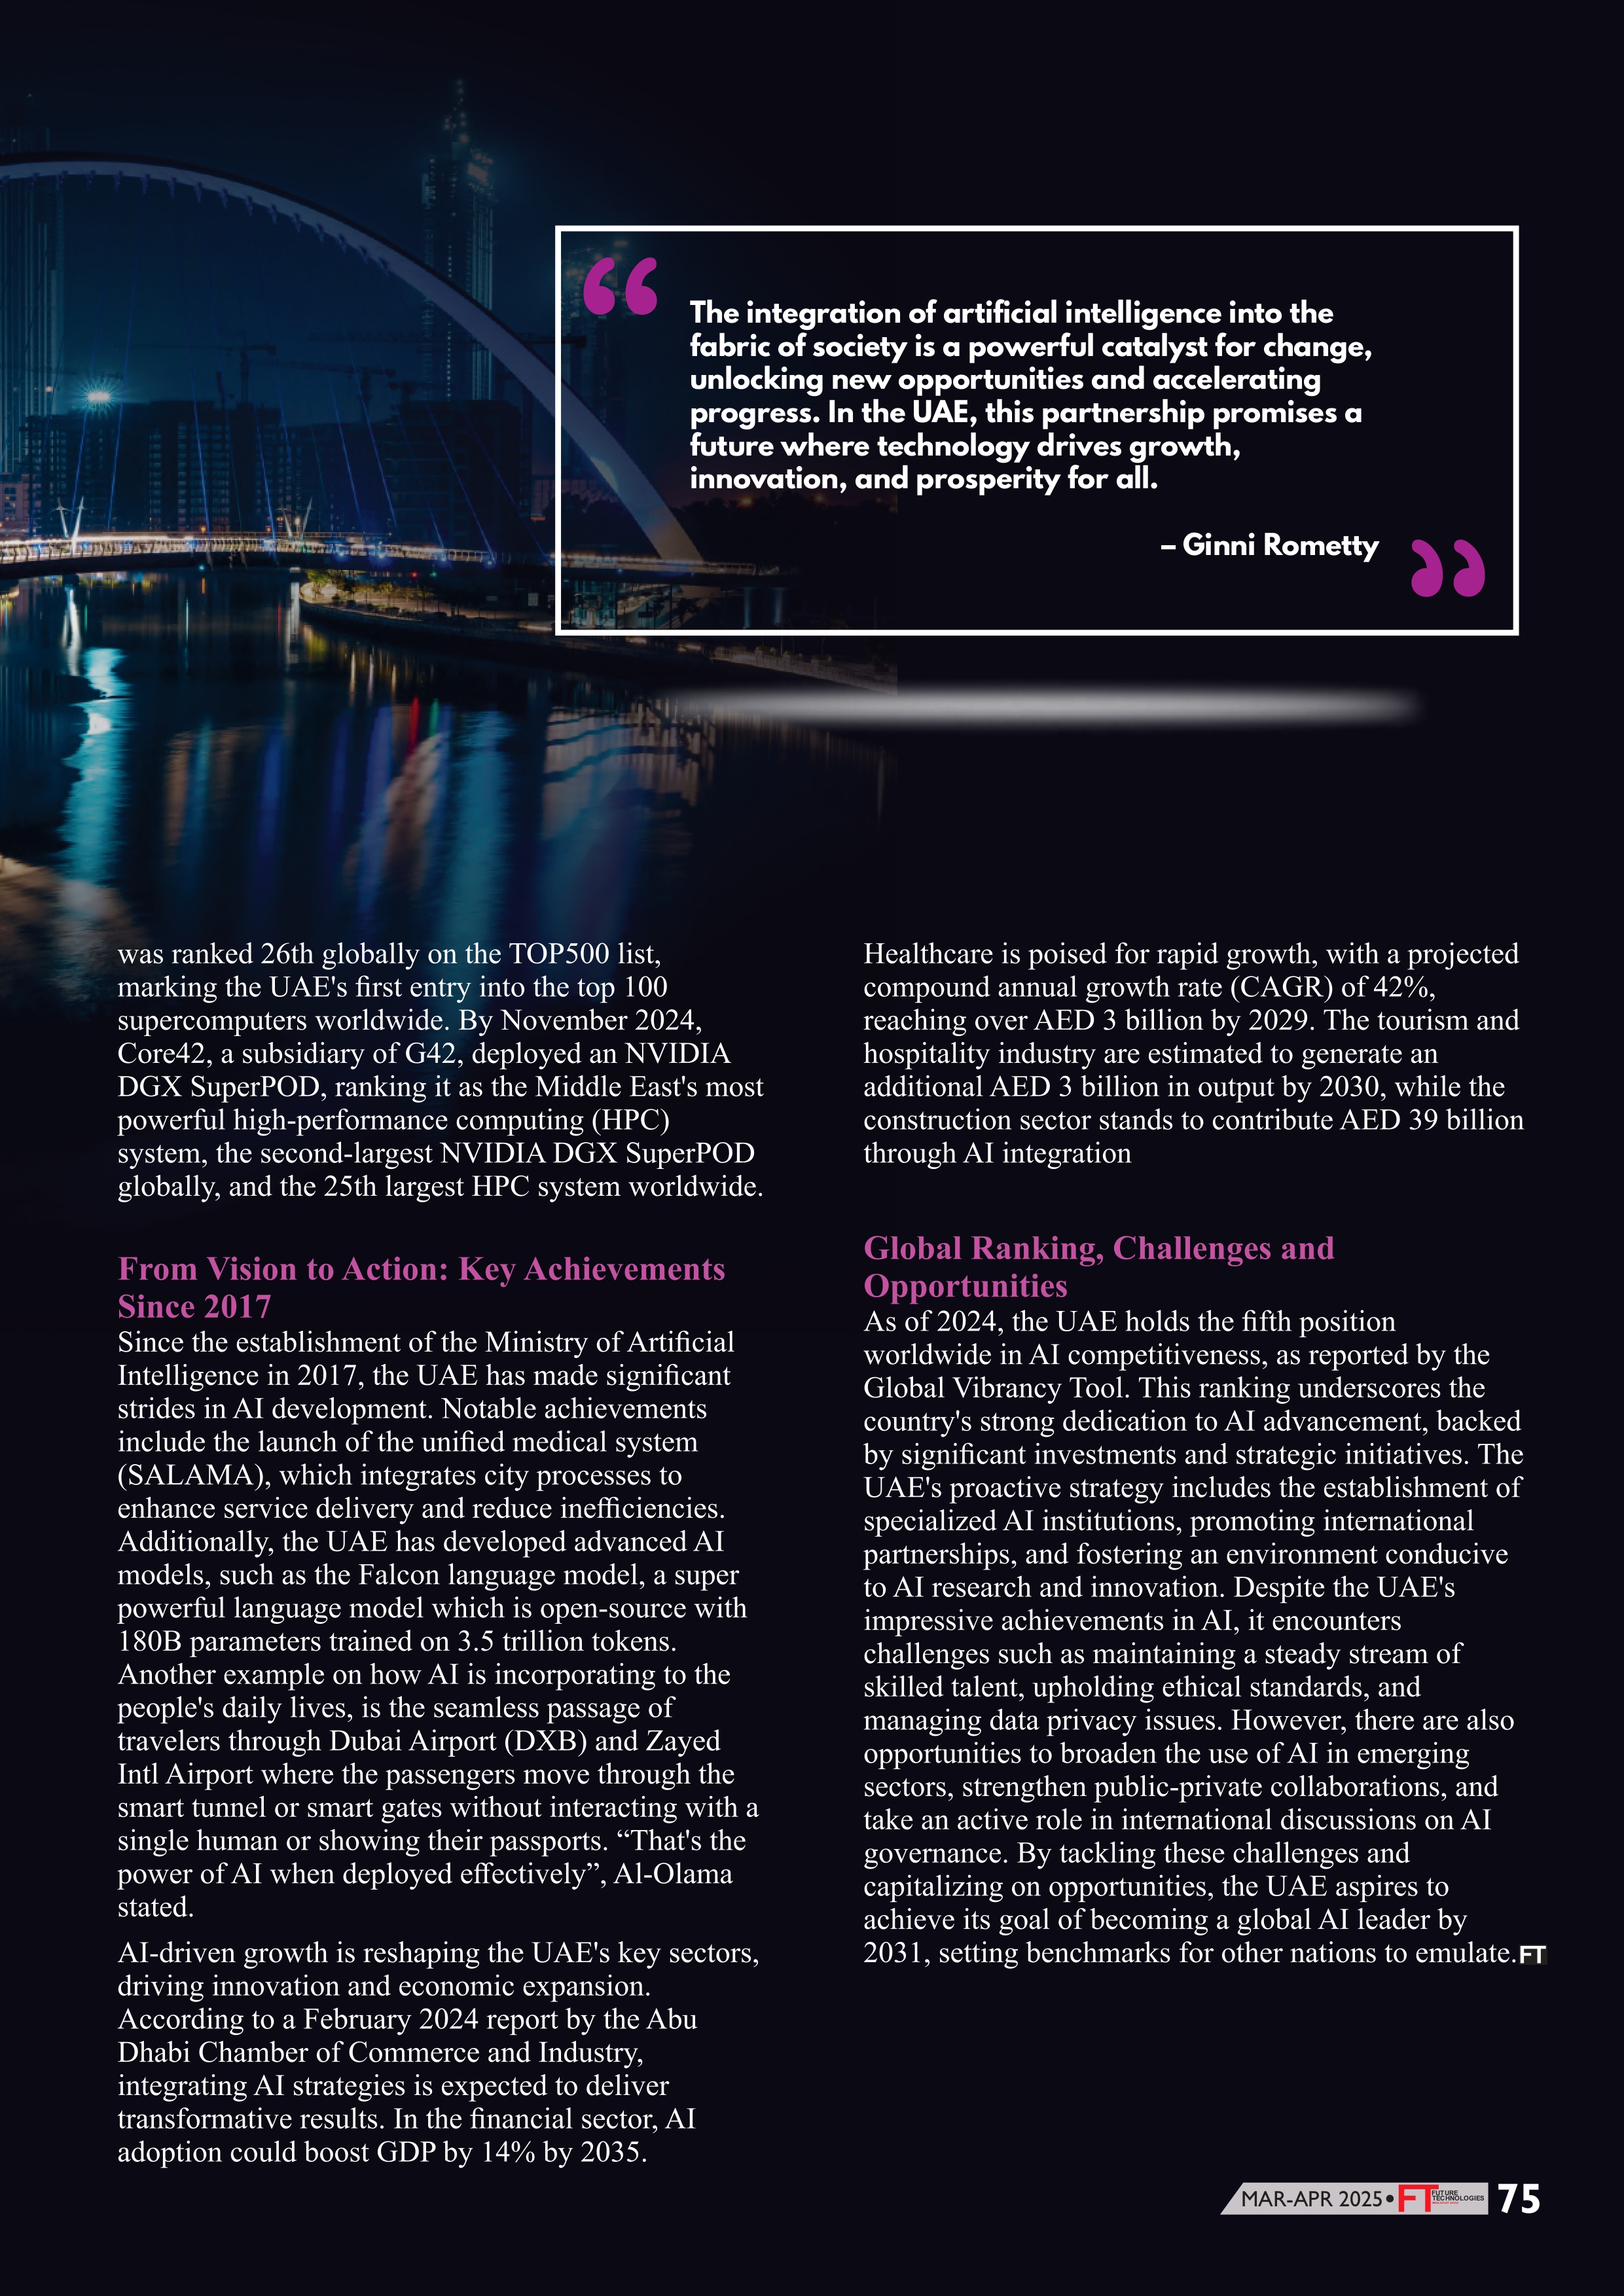 “
The integration of artificial intelligence into the
fabric of society is a powerful catalyst for change,
unlocking new opportunities and accelerating
progress. In the UAE, this partnership promises a
future where technology drives growth,
innovation, and prosperity for all.
– Ginni Rometty
”
was ranked 26th globally on the TOP500 list,
marking the UAE's first entry into the top 100
supercomputers worldwide. By November 2024,
Core42, a subsidiary of G42, deployed an NVIDIA
DGX SuperPOD, ranking it as the Middle East's most
powerful high-performance computing (HPC)
system, the second-largest NVIDIA DGX SuperPOD
globally, and the 25th largest HPC system worldwide.
From Vision to Action: Key Achievements
Since 2017
Since the establishment of the Ministry of Artificial
Intelligence in 2017, the UAE has made significant
strides in AI development. Notable achievements
include the launch of the unified medical system
(SALAMA), which integrates city processes to
enhance service delivery and reduce inefficiencies.
Additionally, the UAE has developed advanced AI
models, such as the Falcon language model, a super
powerful language model which is open-source with
180B parameters trained on 3.5 trillion tokens.
Another example on how AI is incorporating to the
people's daily lives, is the seamless passage of
travelers through Dubai Airport (DXB) and Zayed
Intl Airport where the passengers move through the
smart tunnel or smart gates without interacting with a
single human or showing their passports. “That's the
power of AI when deployed effectively”, Al-Olama
stated.
AI-driven growth is reshaping the UAE's key sectors,
driving innovation and economic expansion.
According to a February 2024 report by the Abu
Dhabi Chamber of Commerce and Industry,
integrating AI strategies is expected to deliver
transformative results. In the financial sector, AI
adoption could boost GDP by 14% by 2035.
Healthcare is poised for rapid growth, with a projected
compound annual growth rate (CAGR) of 42%,
reaching over AED 3 billion by 2029. The tourism and
hospitality industry are estimated to generate an
additional AED 3 billion in output by 2030, while the
construction sector stands to contribute AED 39 billion
through AI integration
Global Ranking, Challenges and
Opportunities
As of 2024, the UAE holds the fifth position
worldwide in AI competitiveness, as reported by the
Global Vibrancy Tool. This ranking underscores the
country's strong dedication to AI advancement, backed
by significant investments and strategic initiatives. The
UAE's proactive strategy includes the establishment of
specialized AI institutions, promoting international
partnerships, and fostering an environment conducive
to AI research and innovation. Despite the UAE's
impressive achievements in AI, it encounters
challenges such as maintaining a steady stream of
skilled talent, upholding ethical standards, and
managing data privacy issues. However, there are also
opportunities to broaden the use of AI in emerging
sectors, strengthen public-private collaborations, and
take an active role in international discussions on AI
governance. By tackling these challenges and
capitalizing on opportunities, the UAE aspires to
achieve its goal of becoming a global AI leader by
2031, setting benchmarks for other nations to emulate. FT
MAR-APR 2025 • FT FUTURE TECHNOLOGIES 75